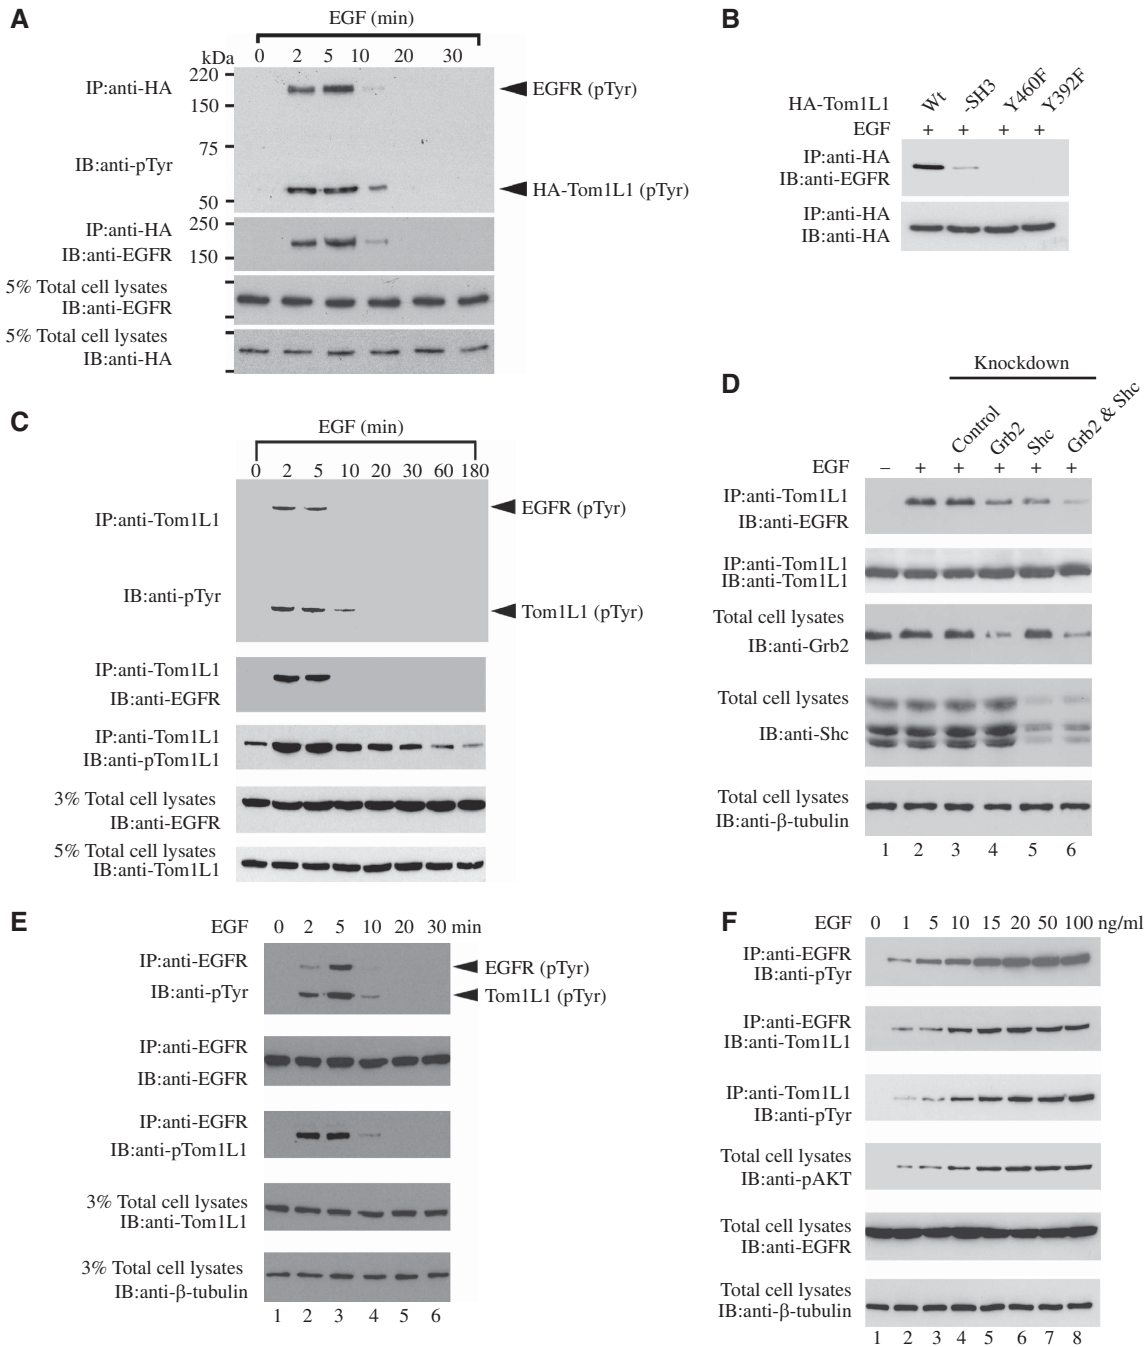 A
EGF (min)
kDa 0 2 5 10 20 30
220
IP:anti-HA
150
EGFR (pTyr)
75
IB:anti-pTyr
HA-Tom1L1 (pTyr)
50
250
IP:anti-HA
IB:anti-EGFR
150
5% Total cell lysates
IB:anti-EGFR
5% Total cell lysates
IB:anti-HA
B
HA-Tom1L1 Wt -SH3 Y460F Y392F
EGF + + + +
IP:anti-HA
IB:anti-EGFR
IP:anti-HA
IB:anti-HA
C
EGF (min)
0 2 5 10 20 30 60 180
IP:anti-Tom1L1
EGFR (pTyr)
IB:anti-pTyr
Tom1L1 (pTyr)
IP:anti-Tom1L1
IB:anti-EGFR
IP:anti-Tom1L1
IB:anti-pTom1L1
3% Total cell lysates
IB:anti-EGFR
5% Total cell lysates
IB:anti-Tom1L1
D
Knockdown
Control Grb2 Shc Grb2 & Shc
EGF – + + + + +
IP:anti-Tom1L1
IB:anti-EGFR
IP:anti-Tom1L1
IB:anti-Tom1L1
Total cell lysates
IB:anti-Grb2
Total cell lysates
IB:anti-Shc
Total cell lysates
IB:anti-β-tubulin
1 2 3 4 5 6
E
EGF 0 2 5 10 20 30 min
IP:anti-EGFR
EGFR (pTyr)
IB:anti-pTyr
Tom1L1 (pTyr)
IP:anti-EGFR
IB:anti-EGFR
IP:anti-EGFR
IB:anti-pTom1L1
3% Total cell lysates
IB:anti-Tom1L1
3% Total cell lysates
IB:anti-β-tubulin
1 2 3 4 5 6
F
EGF 0 1 5 10 15 20 50 100 ng/ml
IP:anti-EGFR
IB:anti-pTyr
IP:anti-EGFR
IB:anti-Tom1L1
IP:anti-Tom1L1
IB:anti-pTyr
Total cell lysates
IB:anti-pAKT
Total cell lysates
IB:anti-EGFR
Total cell lysates
IB:anti-β-tubulin
1 2 3 4 5 6 7 8